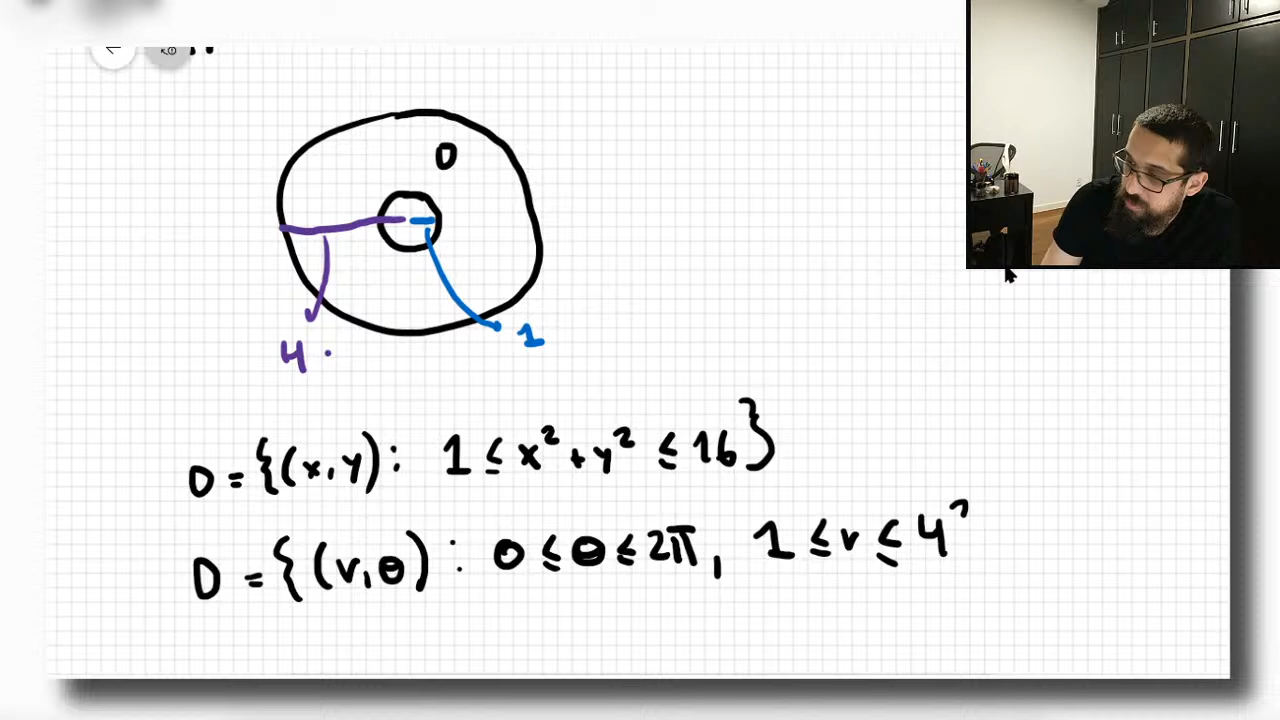 D
4
1
D = {(x, y): 1 ≤ x² + y² ≤ 16}
D = {(r, θ): 0 ≤ θ ≤ 2π, 1 ≤ r ≤ 4